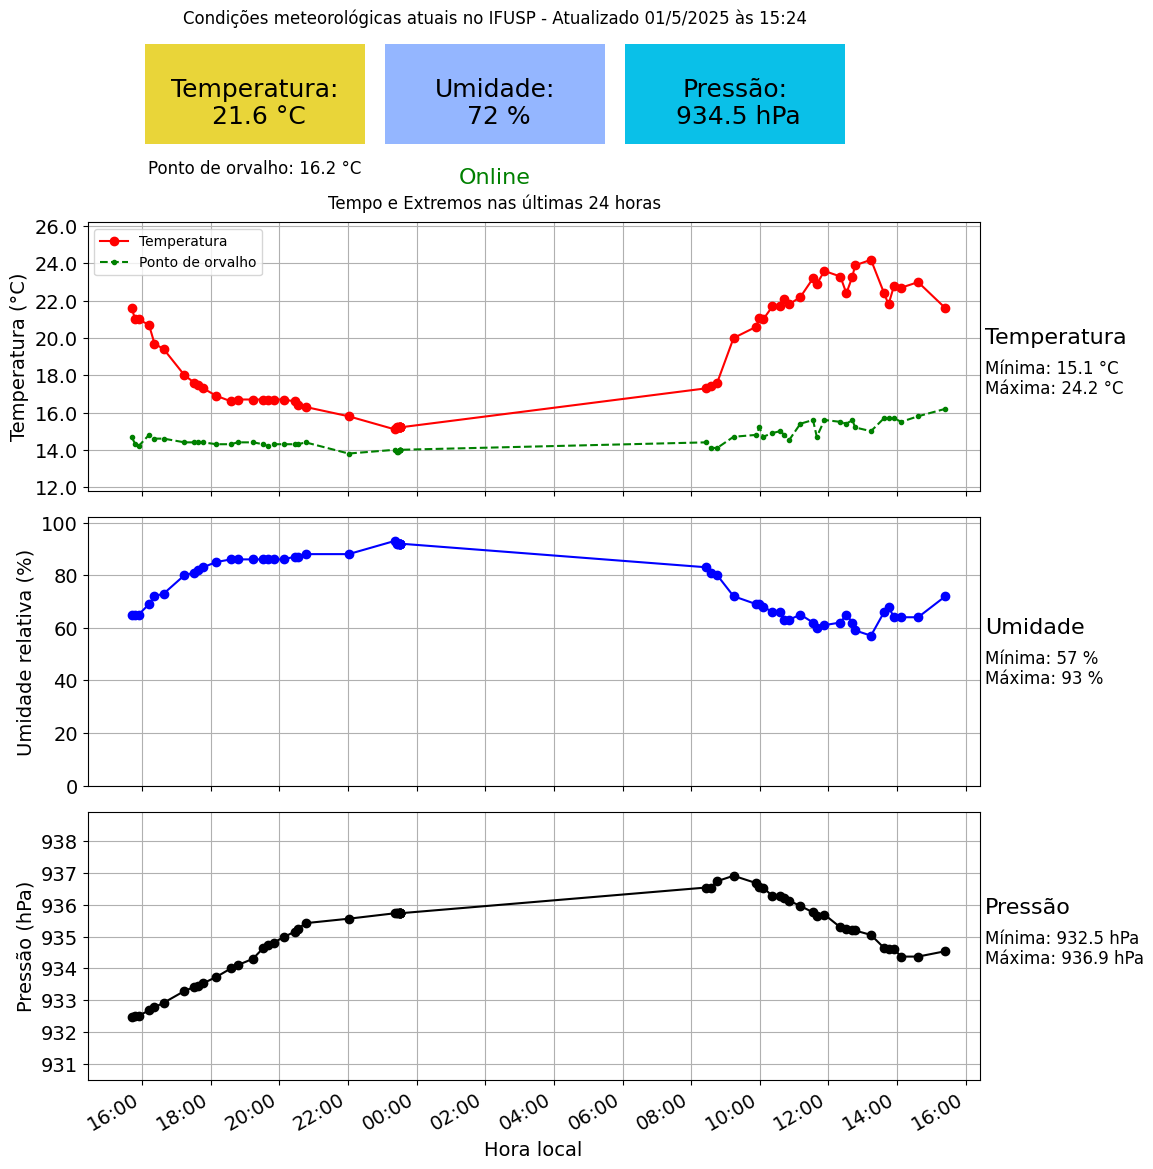 Condições meteorológicas atuais no IFUSP - Atualizado 01/5/2025 às 15:24
Temperatura:
21.6 °C
Umidade:
72 %
Pressão:
934.5 hPa
Ponto de orvalho: 16.2 °C
Online
Tempo e Extremos nas últimas 24 horas
Temperatura (°C)
26.0
24.0
22.0
20.0
18.0
16.0
14.0
12.0
Temperatura
Ponto de orvalho
Temperatura
Mínima: 15.1 °C
Máxima: 24.2 °C
Umidade relativa (%)
100
80
60
40
20
0
Umidade
Mínima: 57 %
Máxima: 93 %
Pressão (hPa)
938
937
936
935
934
933
932
931
Pressão
Mínima: 932.5 hPa
Máxima: 936.9 hPa
16:00 18:00 20:00 22:00 00:00 02:00 04:00 06:00 08:00 10:00 12:00 14:00 16:00
Hora local